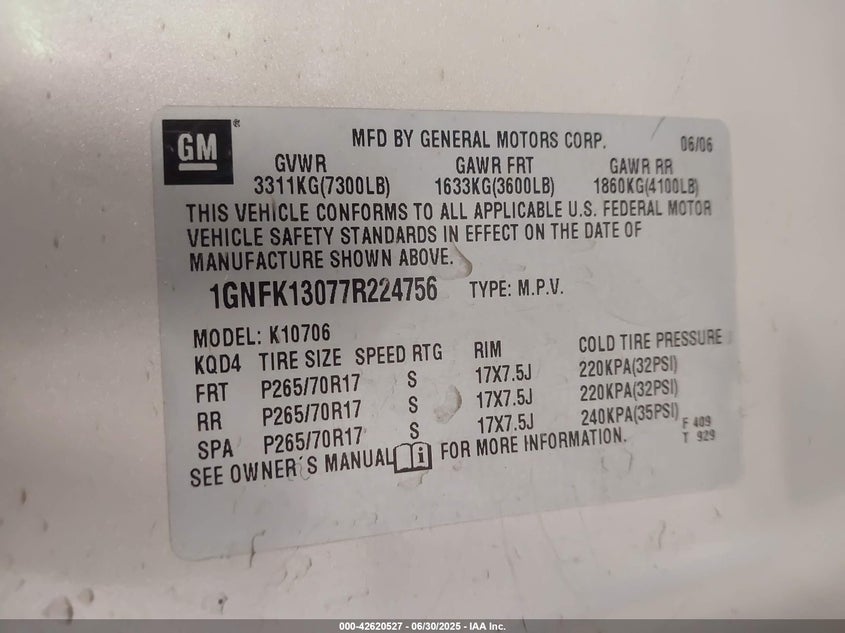 GM®
MFD BY GENERAL MOTORS CORP. 06/06
GVWR GAWR FRT GAWR RR
3311KG(7300LB) 1633KG(3600LB) 1860KG(4100LB)
THIS VEHICLE CONFORMS TO ALL APPLICABLE U.S. FEDERAL MOTOR
VEHICLE SAFETY STANDARDS IN EFFECT ON THE DATE OF
MANUFACTURE SHOWN ABOVE.
1GNFK13077R224756 TYPE: M.P.V.
MODEL: K10706
KQD4 TIRE SIZE SPEED RTG RIM COLD TIRE PRESSURE
FRT P265/70R17 S 17X7.5J 220KPA(32PSI)
RR P265/70R17 S 17X7.5J 220KPA(32PSI)
SPA P265/70R17 S 17X7.5J 240KPA(35PSI)
F 409
T 929
SEE OWNER'S MANUAL i FOR MORE INFORMATION.
000-42620527 - 06/30/2025 - IAA Inc.